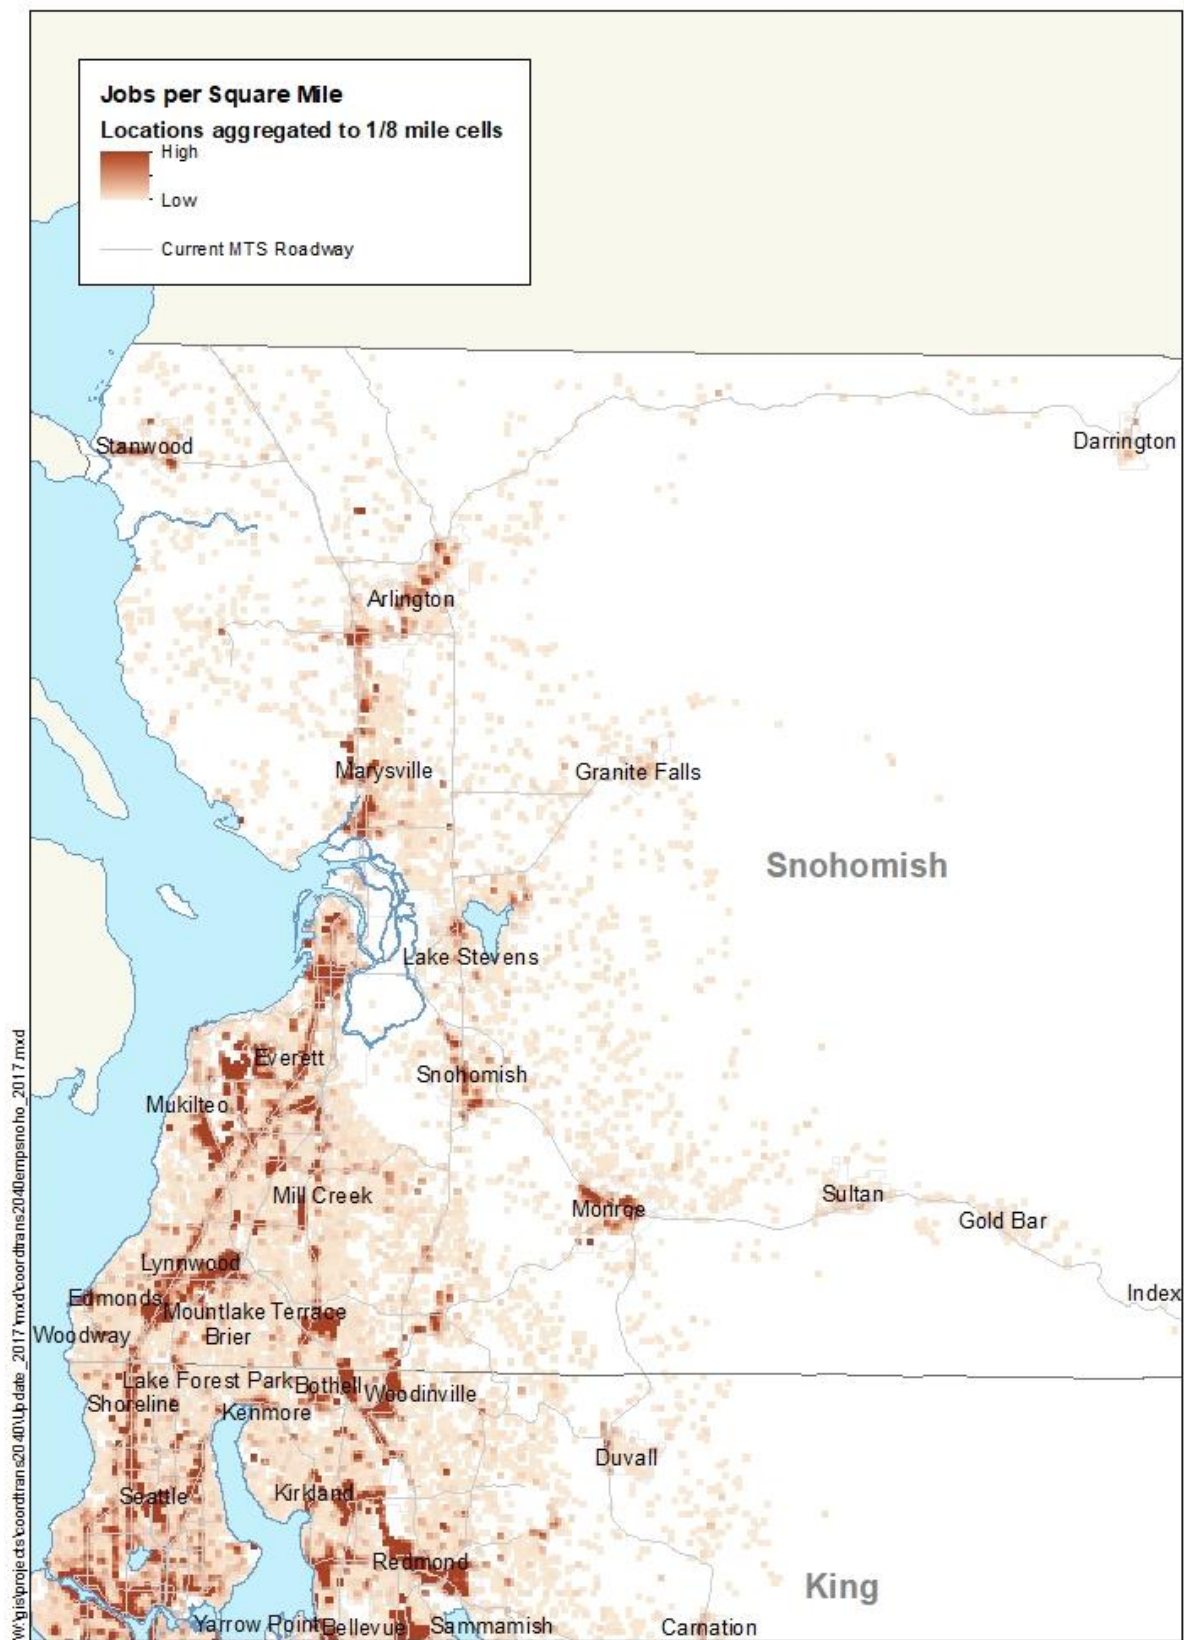 Jobs per Square Mile
Locations aggregated to 1/8 mile cells
High
Low
Current MTS Roadway
Stanwood
Darrington
Arlington
Marysville
Granite Falls
Snohomish
Lake Stevens
Everett
Snohomish
Mukilteo
Mill Creek
Monroe
Sultan
Gold Bar
Lynnwood
Edmonds
Index
Mountlake Terrace
Woodway
Brier
Lake Forest Park
Bothell
Woodinville
Shoreline
Kenmore
Duvall
Seattle
Kirkland
Redmond
King
Yarrow Point
Bellevue
Sammamish
Carnation
W:\gis\projects\coordtrans2040\Update_2017\mxd\coordtrans2040empsnoho_2017.mxd